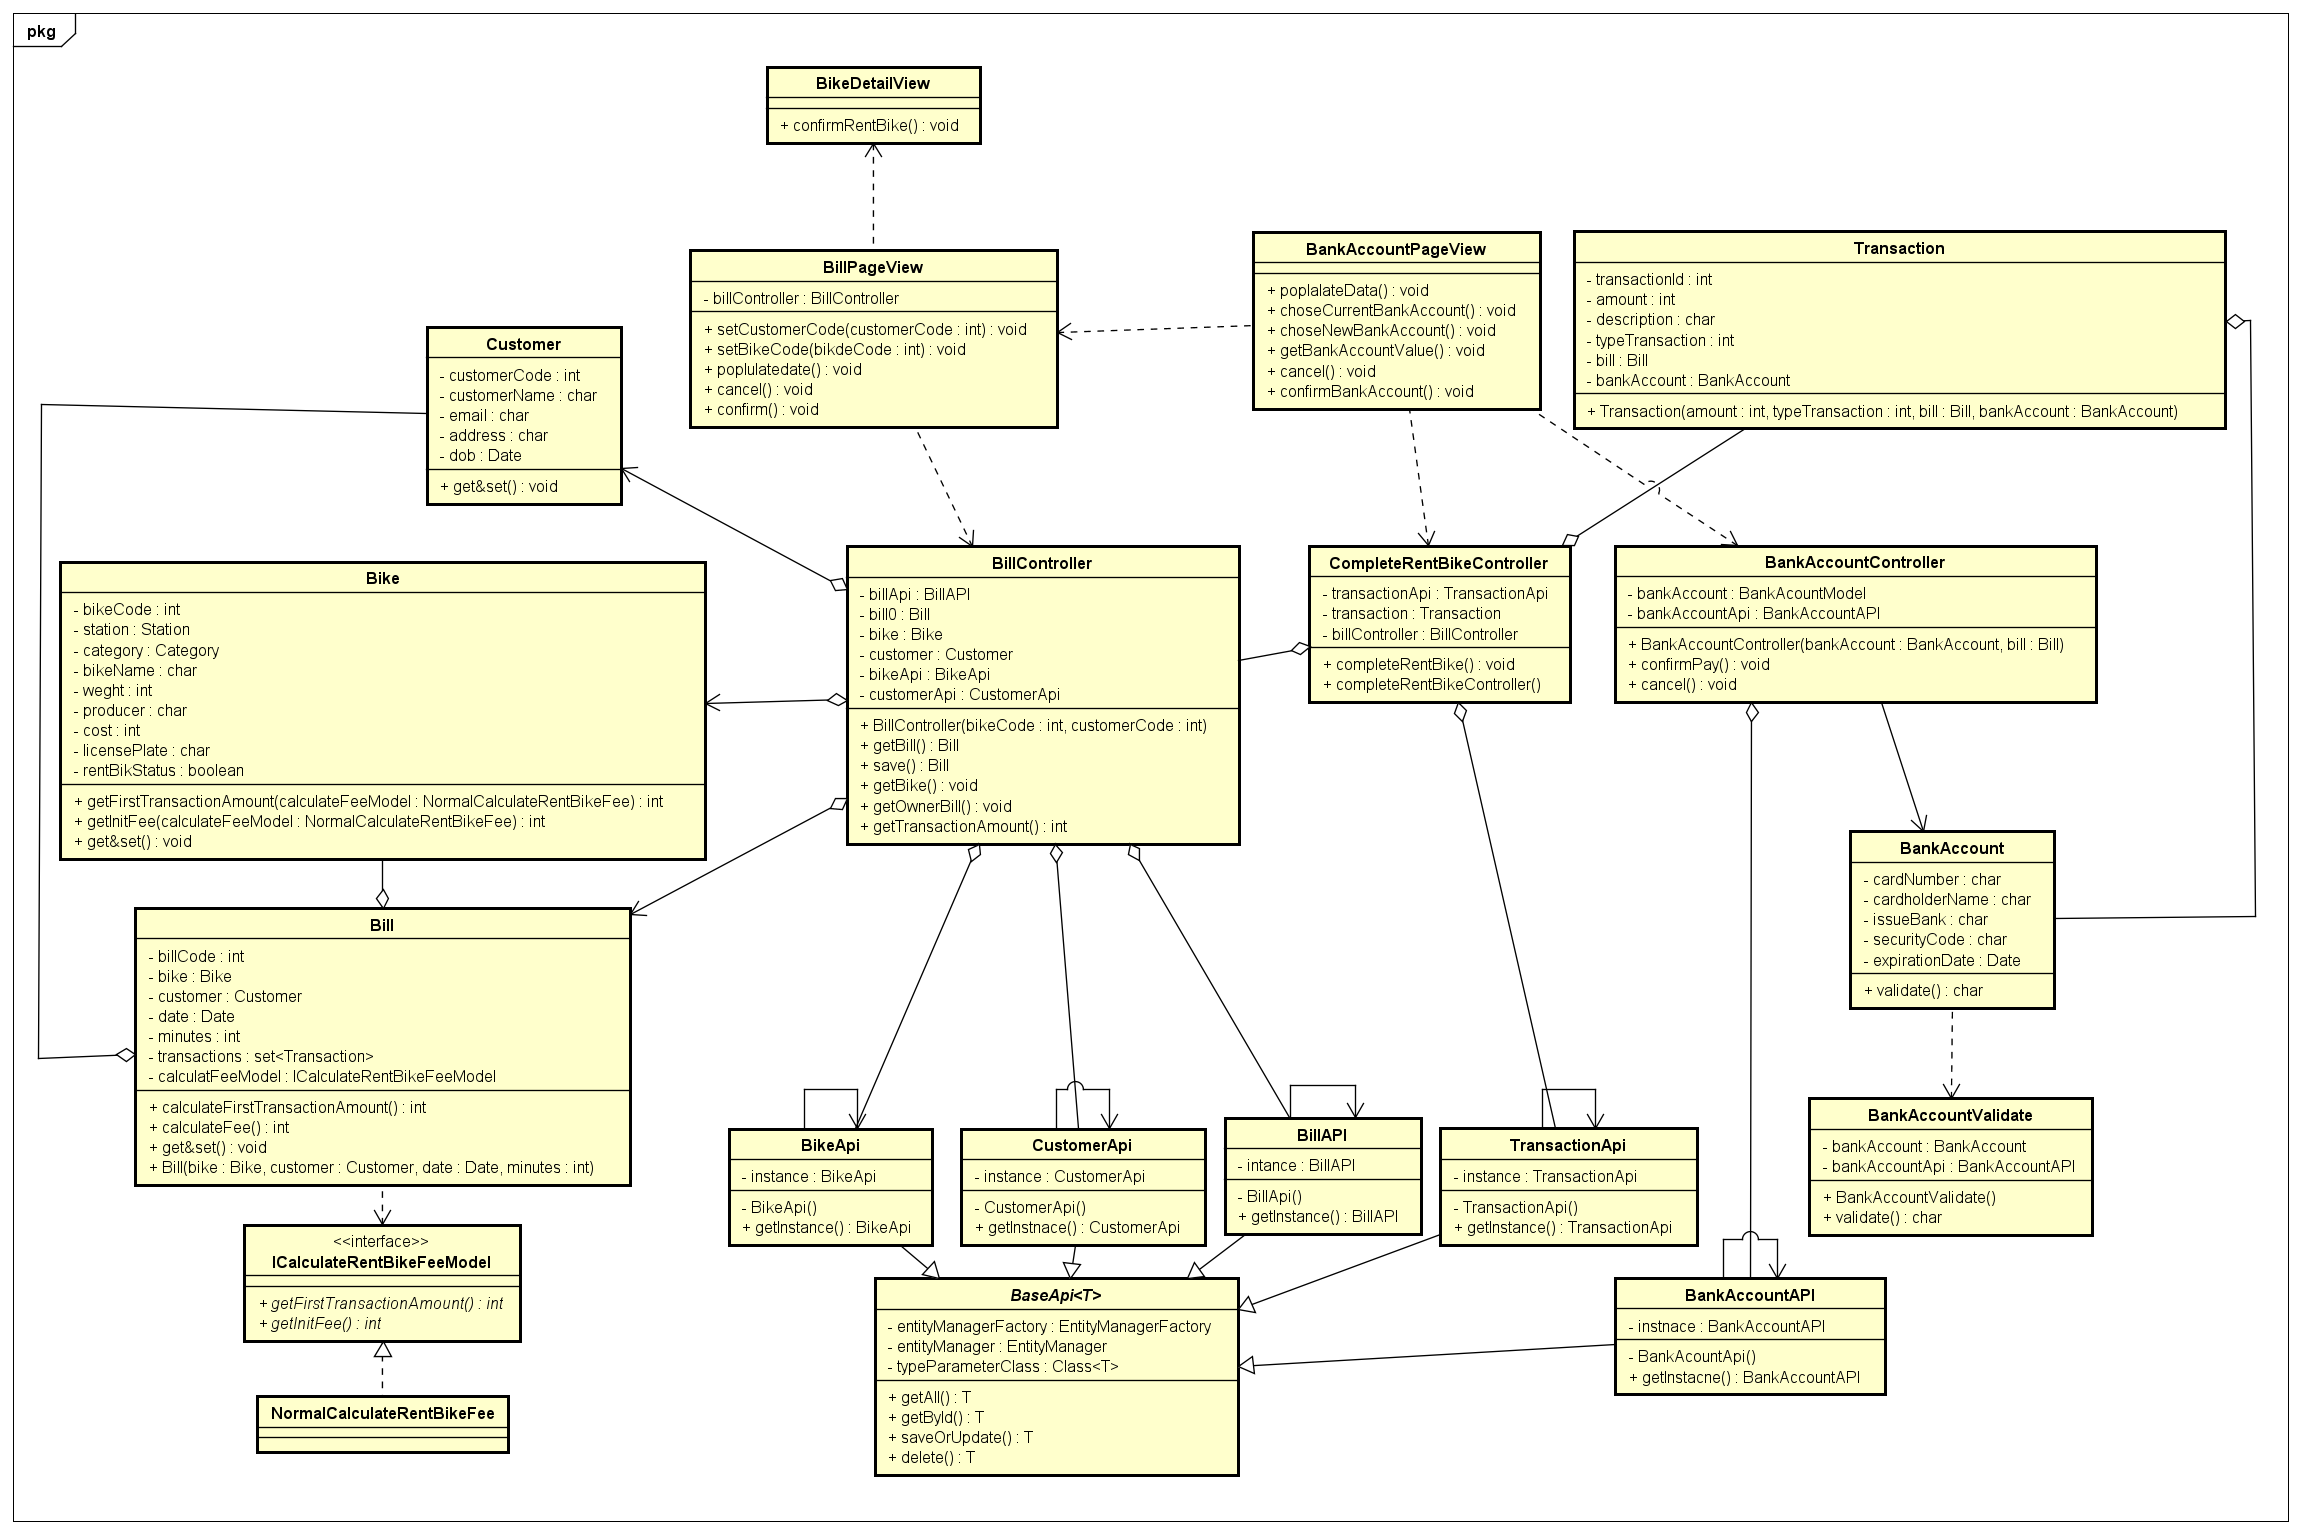 pkg
BikeDetailView
+ confirmRentBike() : void
BillPageView
- billController : BillController
+ setCustomerCode(customerCode : int) : void
+ setBikeCode(bikdeCode : int) : void
+ poplulatedate() : void
+ cancel() : void
+ confirm() : void
BankAccountPageView
+ poplalateData() : void
+ choseCurrentBankAccount() : void
+ choseNewBankAccount() : void
+ getBankAccountValue() : void
+ cancel() : void
+ confirmBankAccount() : void
Transaction
- transactionId : int
- amount : int
- description : char
- typeTransaction : int
- bill : Bill
- bankAccount : BankAccount
+ Transaction(amount : int, typeTransaction : int, bill : Bill, bankAccount : BankAccount)
Customer
- customerCode : int
- customerName : char
- email : char
- address : char
- dob : Date
+ get&set() : void
Bike
- bikeCode : int
- station : Station
- category : Category
- bikeName : char
- weght : int
- producer : char
- cost : int
- licensePlate : char
- rentBikStatus : boolean
+ getFirstTransactionAmount(calculateFeeModel : NormalCalculateRentBikeFee) : int
+ getInitFee(calculateFeeModel : NormalCalculateRentBikeFee) : int
+ get&set() : void
BillController
- billApi : BillAPI
- bill0 : Bill
- bike : Bike
- customer : Customer
- bikeApi : BikeApi
- customerApi : CustomerApi
+ BillController(bikeCode : int, customerCode : int)
+ getBill() : Bill
+ save() : Bill
+ getBike() : void
+ getOwnerBill() : void
+ getTransactionAmount() : int
CompleteRentBikeController
- transactionApi : TransactionApi
- transaction : Transaction
- billController : BillController
+ completeRentBike() : void
+ completeRentBikeController()
BankAccountController
- bankAccount : BankAcountModel
- bankAccountApi : BankAccountAPI
+ BankAccountController(bankAccount : BankAccount, bill : Bill)
+ confirmPay() : void
+ cancel() : void
BankAccount
- cardNumber : char
- cardholderName : char
- issueBank : char
- securityCode : char
- expirationDate : Date
+ validate() : char
Bill
- billCode : int
- bike : Bike
- customer : Customer
- date : Date
- minutes : int
- transactions : set<Transaction>
- calculatFeeModel : ICalculateRentBikeFeeModel
+ calculateFirstTransactionAmount() : int
+ calculateFee() : int
+ get&set() : void
+ Bill(bike : Bike, customer : Customer, date : Date, minutes : int)
BikeApi
- instance : BikeApi
- BikeApi()
+ getInstance() : BikeApi
CustomerApi
- instance : CustomerApi
- CustomerApi()
+ getInstnace() : CustomerApi
BillAPI
- intance : BillAPI
- BillApi()
+ getInstance() : BillAPI
TransactionApi
- instance : TransactionApi
- TransactionApi()
+ getInstance() : TransactionApi
BankAccountValidate
- bankAccount : BankAccount
- bankAccountApi : BankAccountAPI
+ BankAccountValidate()
+ validate() : char
<<interface>>
ICalculateRentBikeFeeModel
+ getFirstTransactionAmount() : int
+ getInitFee() : int
NormalCalculateRentBikeFee
BaseApi<T>
- entityManagerFactory : EntityManagerFactory
- entityManager : EntityManager
- typeParameterClass : Class<T>
+ getAll() : T
+ getById() : T
+ saveOrUpdate() : T
+ delete() : T
BankAccountAPI
- instnace : BankAccountAPI
- BankAcountApi()
+ getInstacne() : BankAccountAPI